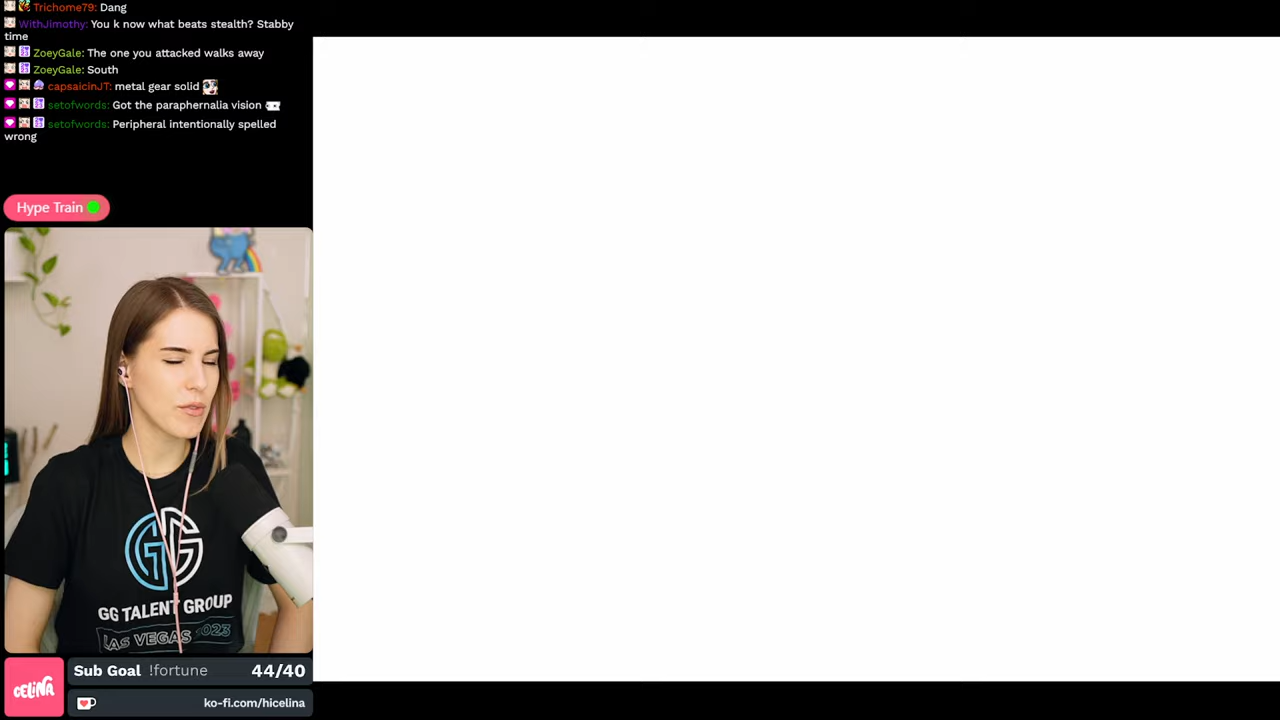 Trichome79: Dang
WithJimothy: You k now what beats stealth? Stabby
time
ZoeyGale: The one you attacked walks away
ZoeyGale: South
capsaicinJT: metal gear solid
setofwords: Got the paraphernalia vision
setofwords: Peripheral intentionally spelled
wrong
Hype Train
GG TALENT GROUP
LAS VEGAS 2023
CELINA
Sub Goal !fortune 44/40
ko-fi.com/hicelina